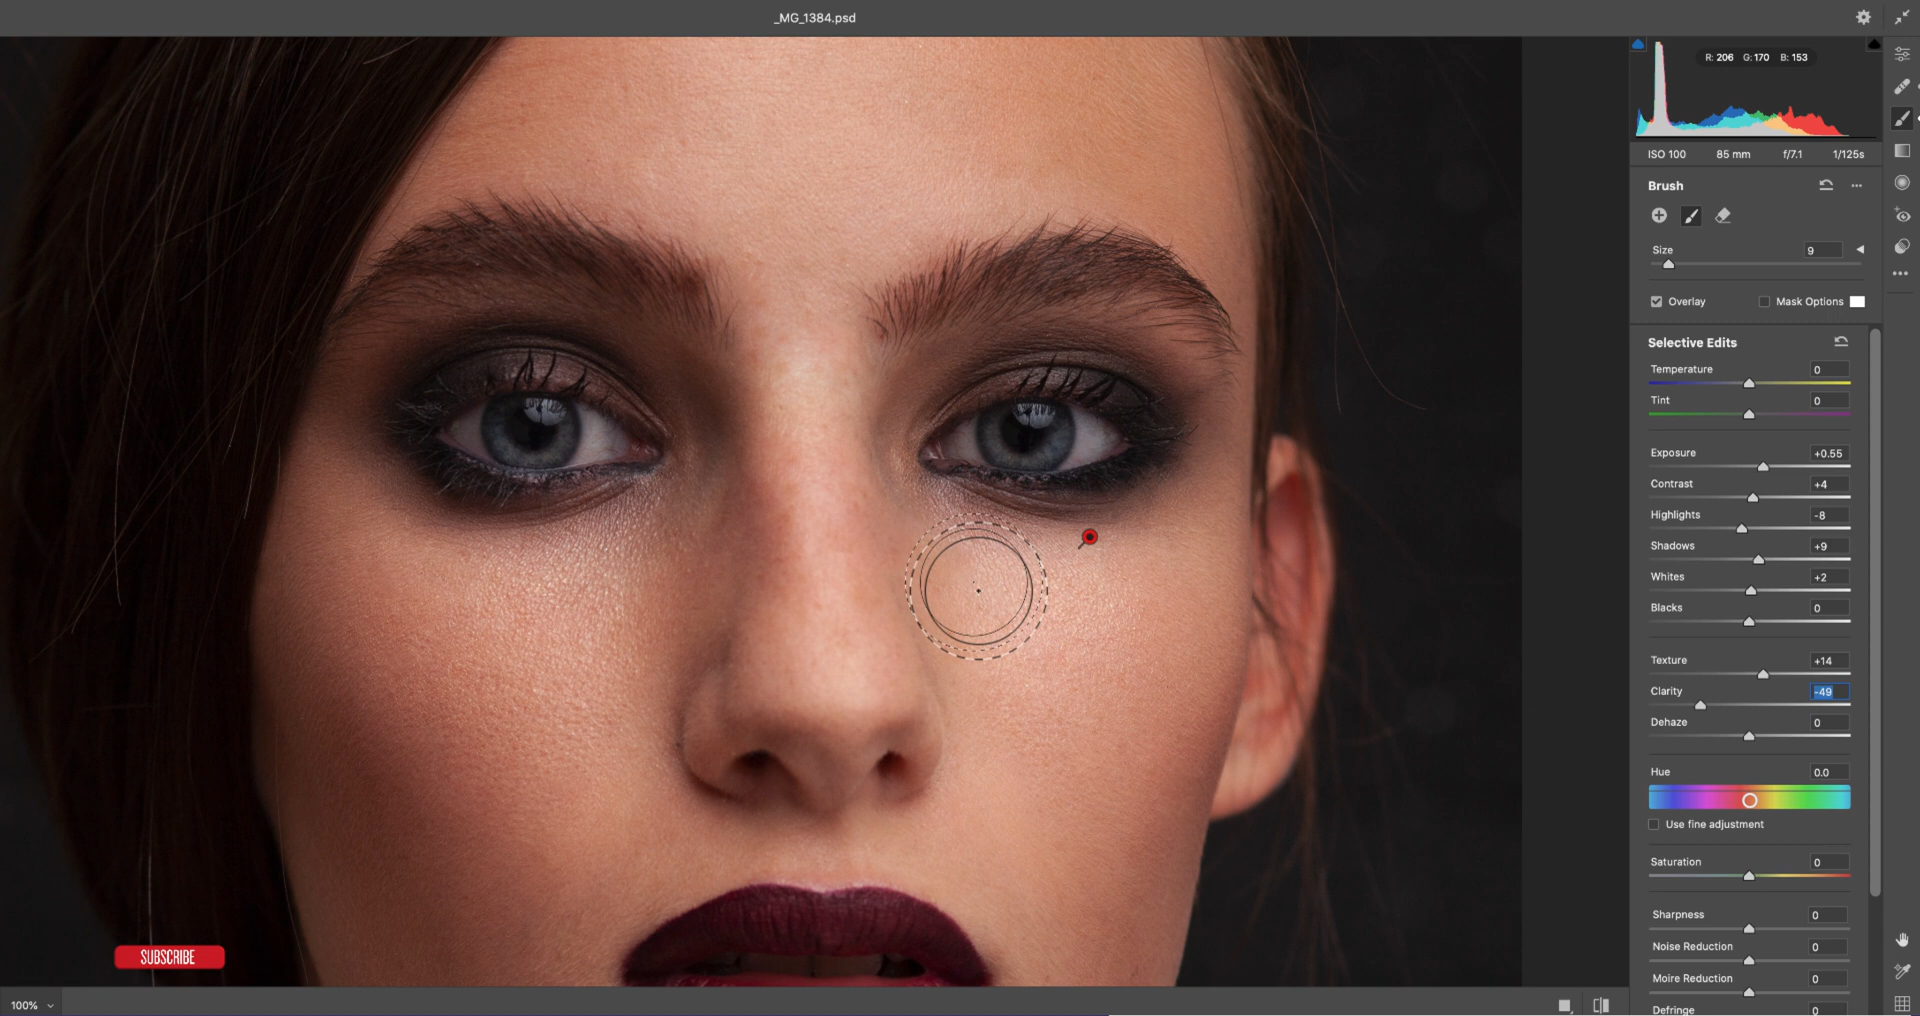 _MG_1384.psd
R: 206 G: 170 B: 153
ISO 100 85 mm f/7.1 1/125s
Brush
Size 9
Overlay Mask Options
Selective Edits
Temperature 0
Tint 0
Exposure +0.55
Contrast +4
Highlights -8
Shadows +9
Whites +2
Blacks 0
Texture +14
Clarity -49
Dehaze 0
Hue 0.0
Use fine adjustment
Saturation 0
Sharpness 0
Noise Reduction 0
Moire Reduction 0
Defringe 0
SUBSCRIBE
100%